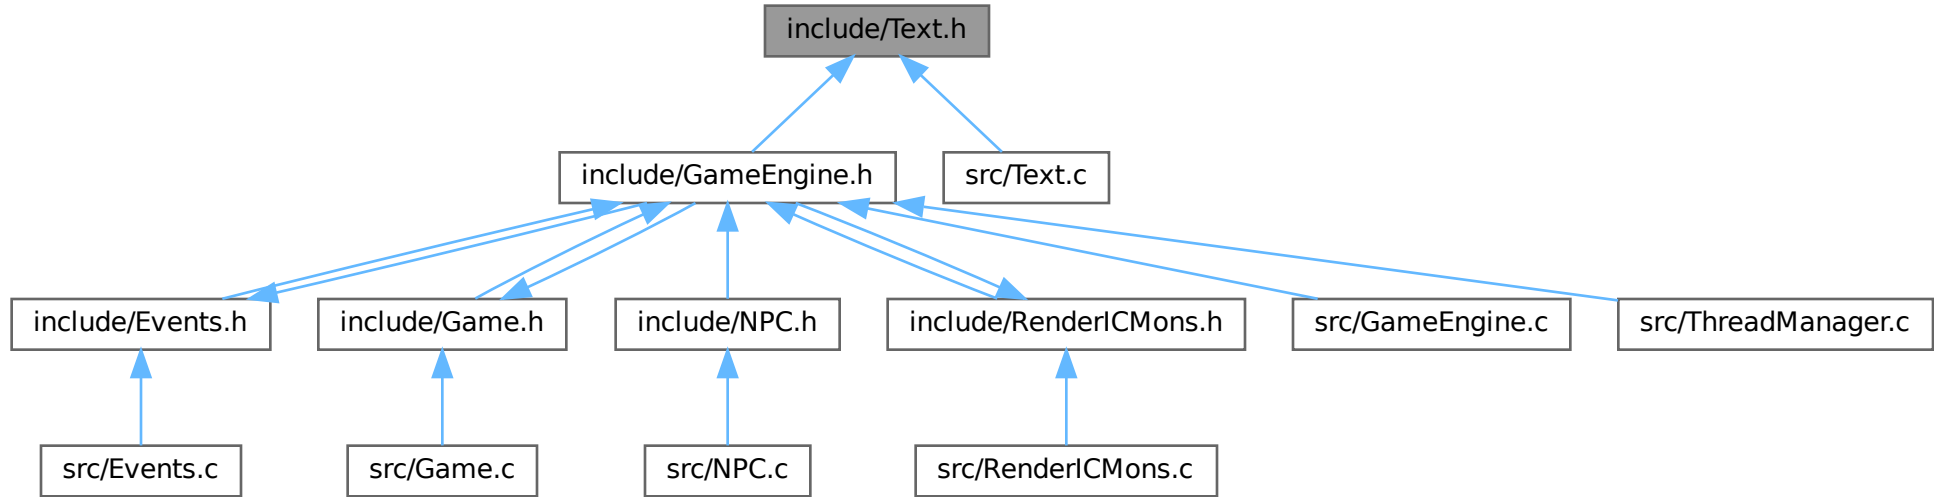 include/Text.h
include/GameEngine.h
src/Text.c
include/Events.h
include/Game.h
include/NPC.h
include/RenderICMons.h
src/GameEngine.c
src/ThreadManager.c
src/Events.c
src/Game.c
src/NPC.c
src/RenderICMons.c